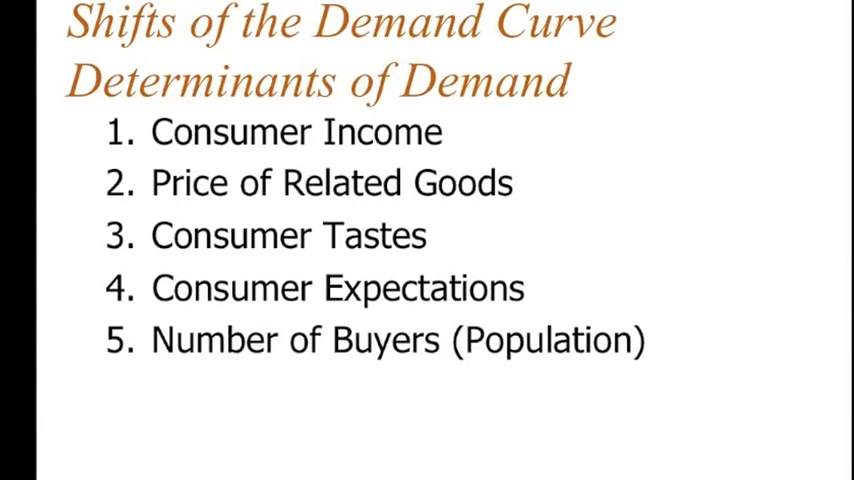 Shifts of the Demand Curve
Determinants of Demand
1. Consumer Income
2. Price of Related Goods
3. Consumer Tastes
4. Consumer Expectations
5. Number of Buyers (Population)